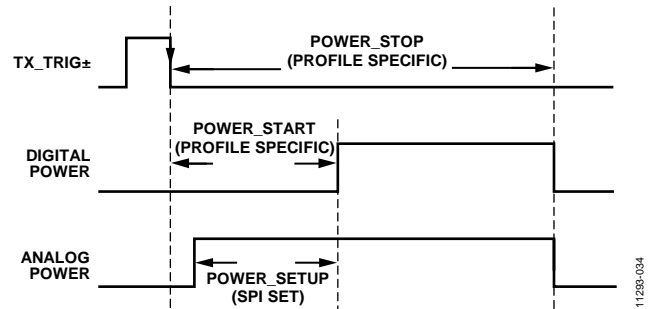 TX_TRIG±
POWER_STOP
(PROFILE SPECIFIC)
POWER_START
(PROFILE SPECIFIC)
DIGITAL
POWER
ANALOG
POWER
POWER_SETUP
(SPI SET)
11293-034